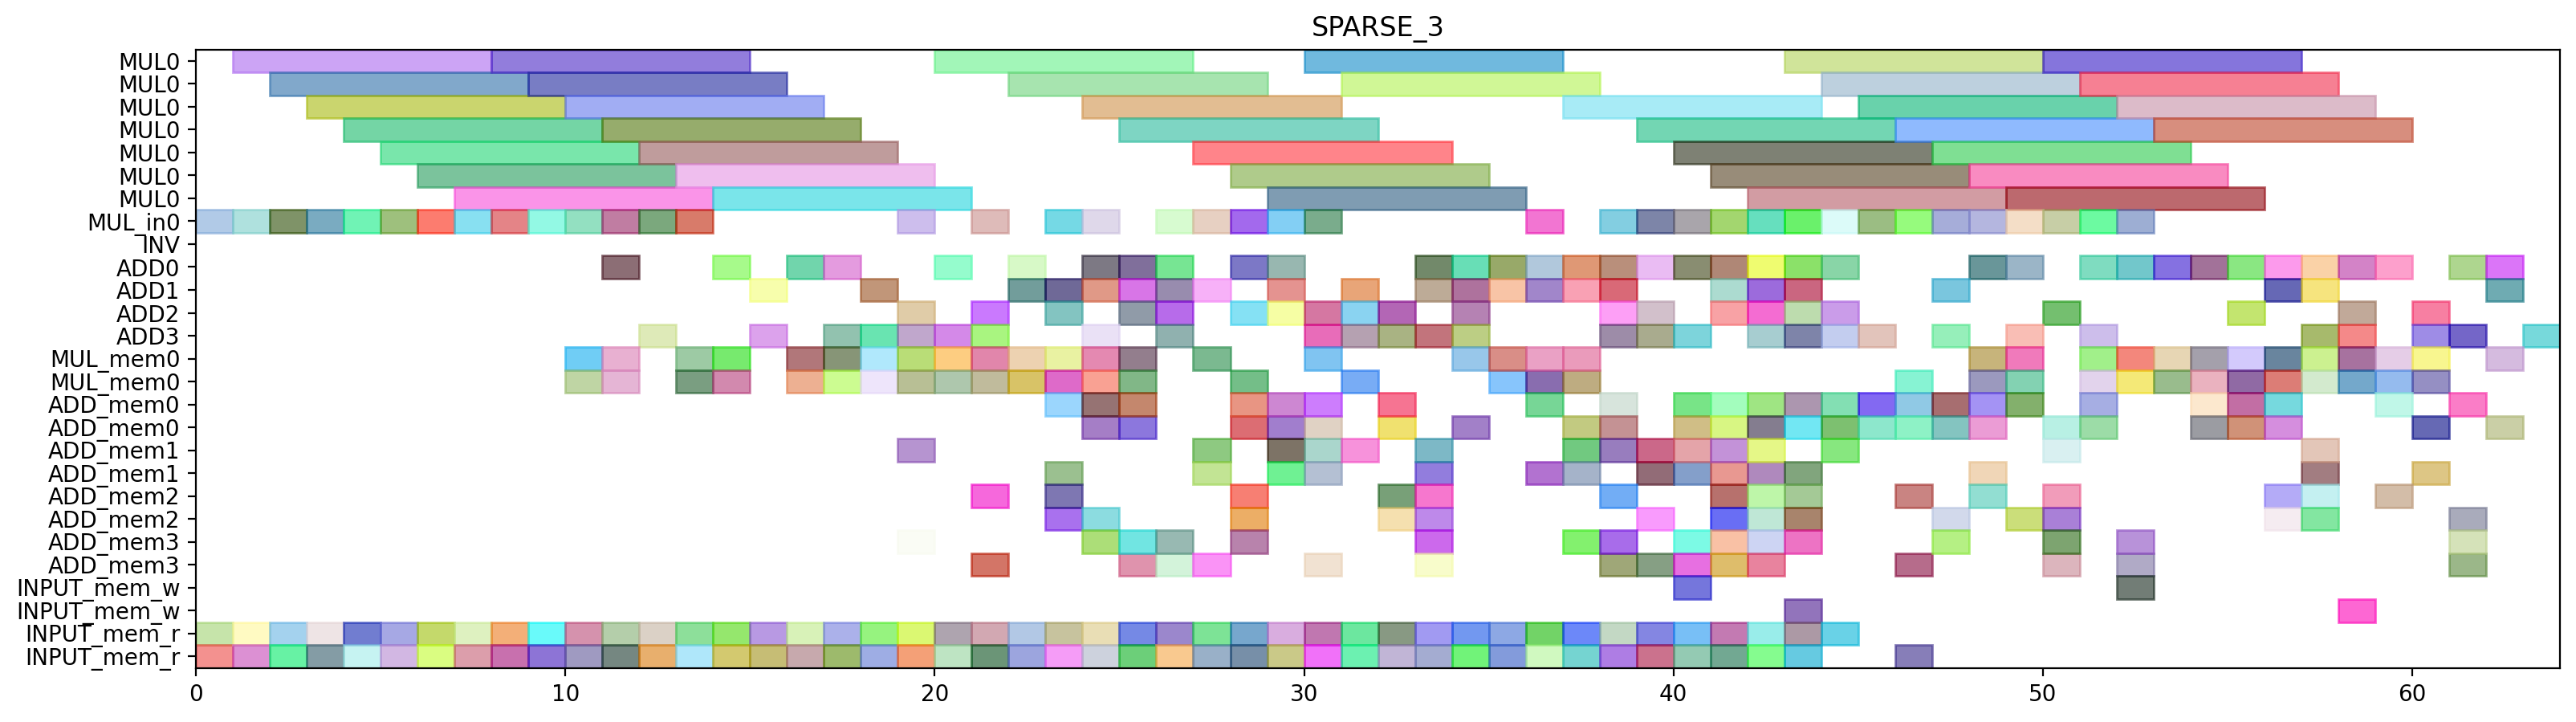 SPARSE_3
MUL0
MUL0
MUL0
MUL0
MUL0
MUL0
MUL0
MUL_in0
INV
ADD0
ADD1
ADD2
ADD3
MUL_mem0
MUL_mem0
ADD_mem0
ADD_mem0
ADD_mem1
ADD_mem1
ADD_mem2
ADD_mem2
ADD_mem3
ADD_mem3
INPUT_mem_w
INPUT_mem_w
INPUT_mem_r
INPUT_mem_r
0 10 20 30 40 50 60